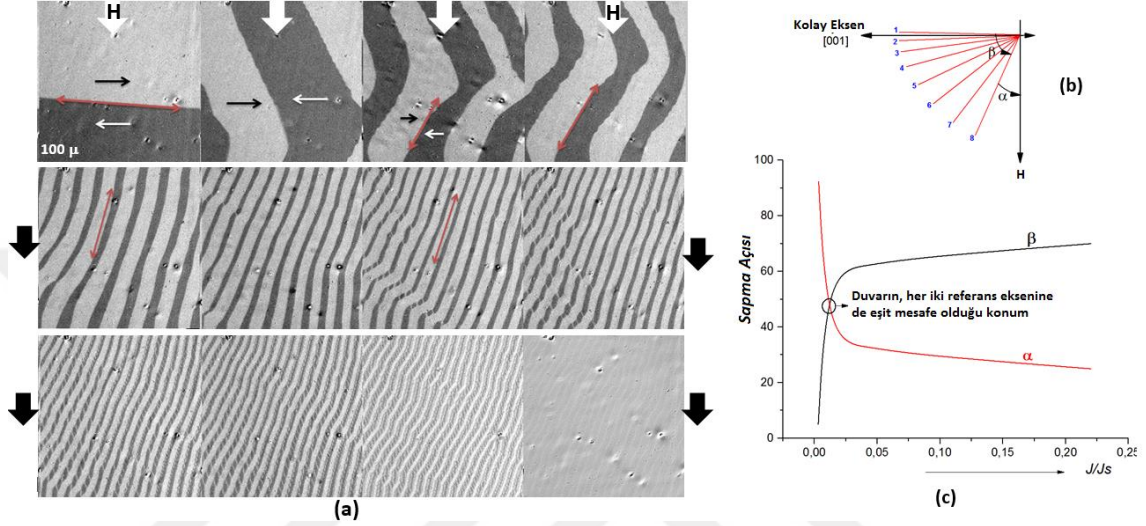 H
H
100 µ
(a)
Kolay Eksen
[001]
1
2
3
4
5
6
7
8
β
α
H
(b)
100
80
60
40
20
0
Sapma Açısı
β
Duvarın, her iki referans eksenine
de eşit mesafe olduğu konum
α
0,00
0,05
0,10
0,15
0,20
0,25
J/Js
(c)